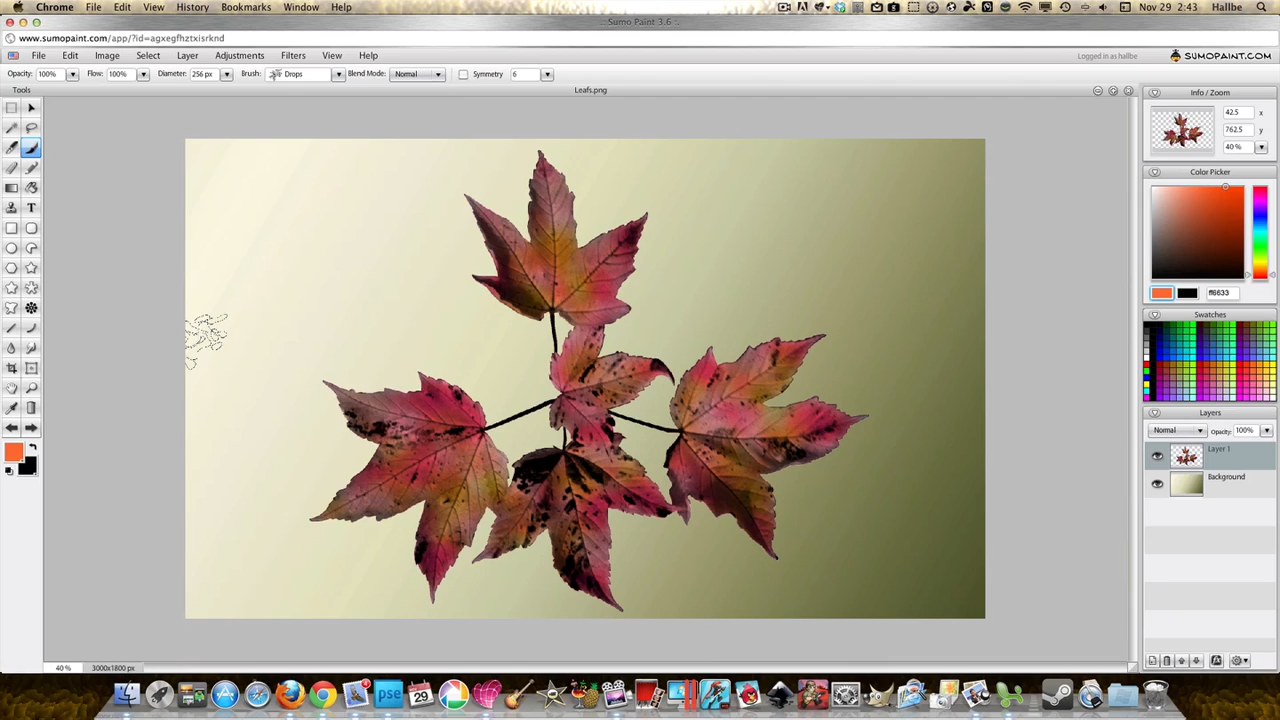 Chrome File Edit View History Bookmarks Window Help Nov 29 2:43 Hallbe
.: Sumo Paint 3.6 :.
www.sumopaint.com/app/?id=agxegfhztxisrknd
File Edit Image Select Layer Adjustments Filters View Help Logged in as hallbe SUMOPAINT.COM
Opacity: 100% Flow: 100% Diameter: 256 px Brush: Drops Blend Mode: Normal Symmetry 6
Tools Leafs.png Info / Zoom
42.5 x
762.5 y
40 %
Color Picker
ff6633
Swatches
Layers
Normal Opacity: 100%
Layer 1
Background
T
40 % 3000x1800 px
pse
29